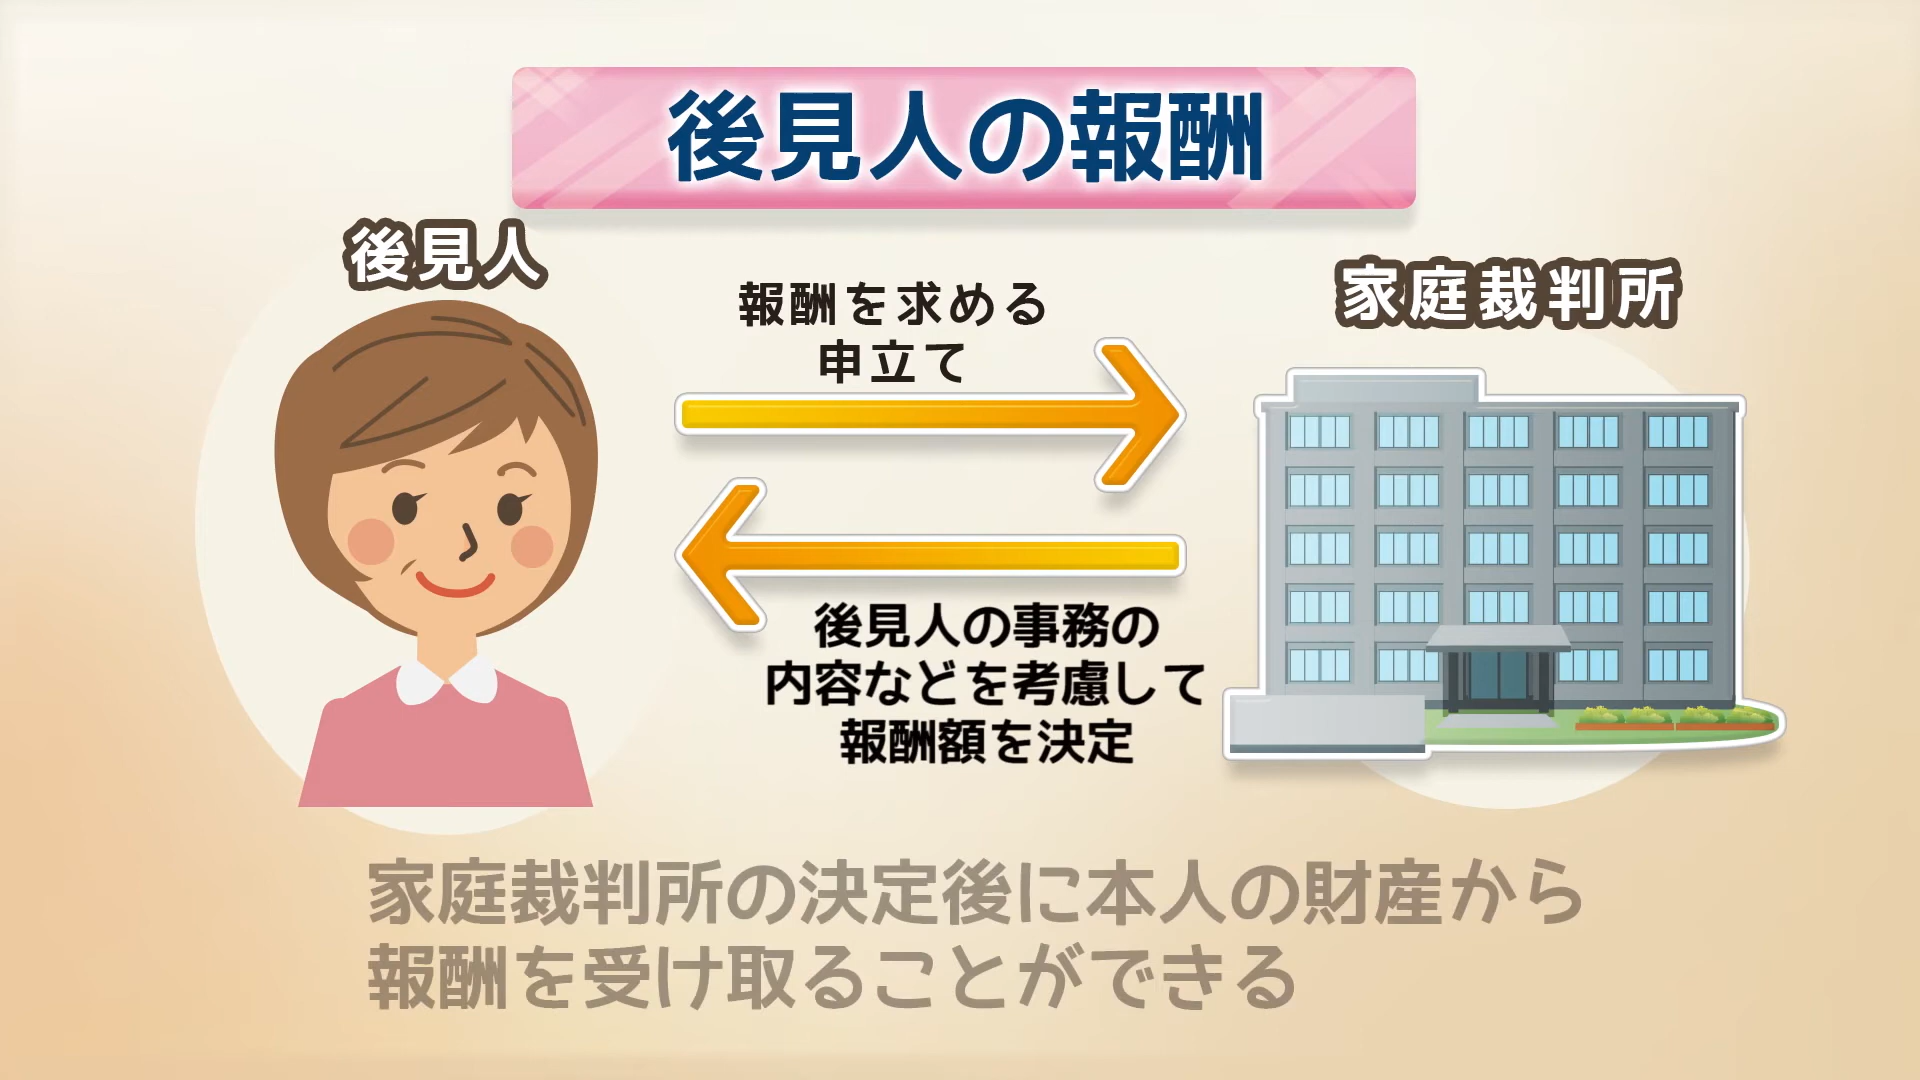 後見人の報酬
後見人
家庭裁判所
報酬を求める
申立て
後見人の事務の
内容などを考慮して
報酬額を決定
家庭裁判所の決定後に本人の財産から
報酬を受け取ることができる